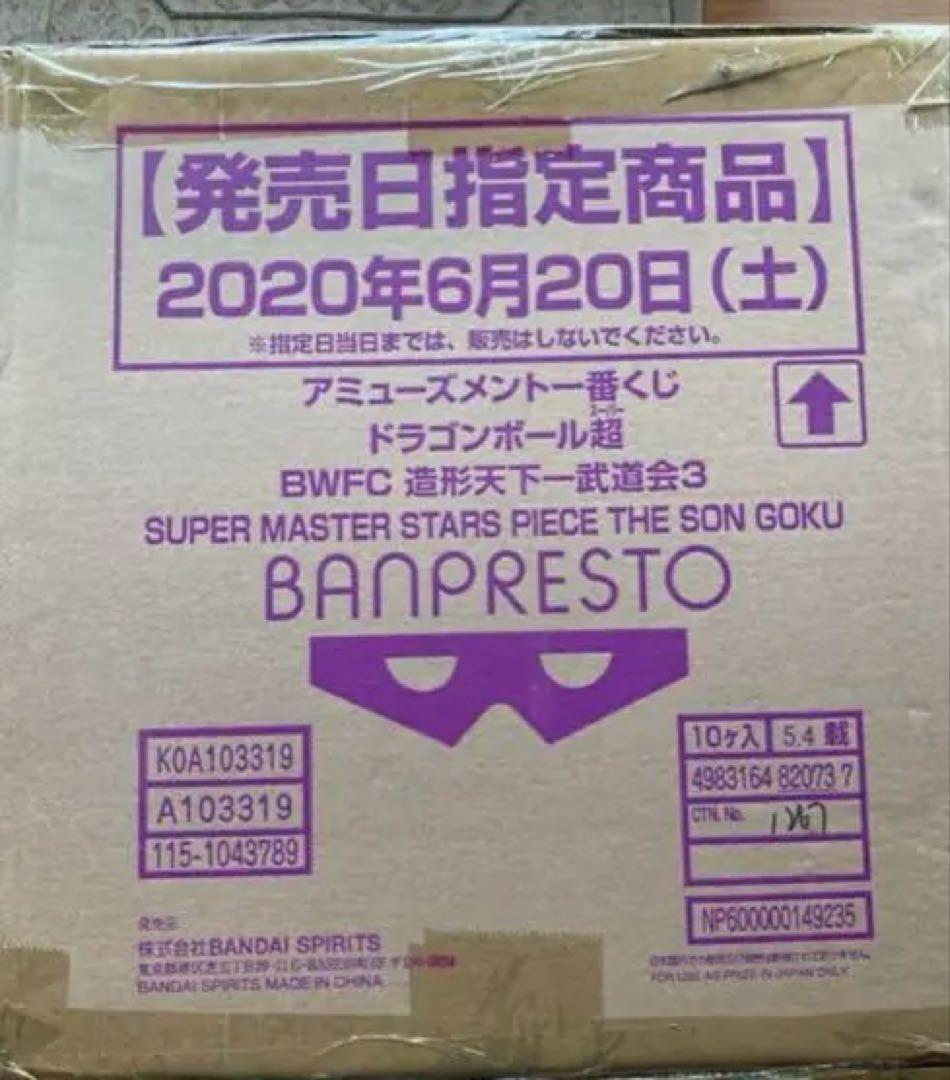 【発売日指定商品】
2020年6月20日(土)
※指定日当日までは、販売はしないでください。
アミューズメント一番くじ
スーパー
ドラゴンボール超
BWFC 造形天下一武道会3
SUPER MASTER STARS PIECE THE SON GOKU
BANPRESTO
K0A103319
A103319
115-1043789
10ヶ入 5.4 載
4983164 82073 7
CTN. No.
NP600000149235
発売元
株式会社BANDAI SPIRITS
BANDAI SPIRITS MADE IN CHINA
FOR USE AS PRIZE IN JAPAN ONLY